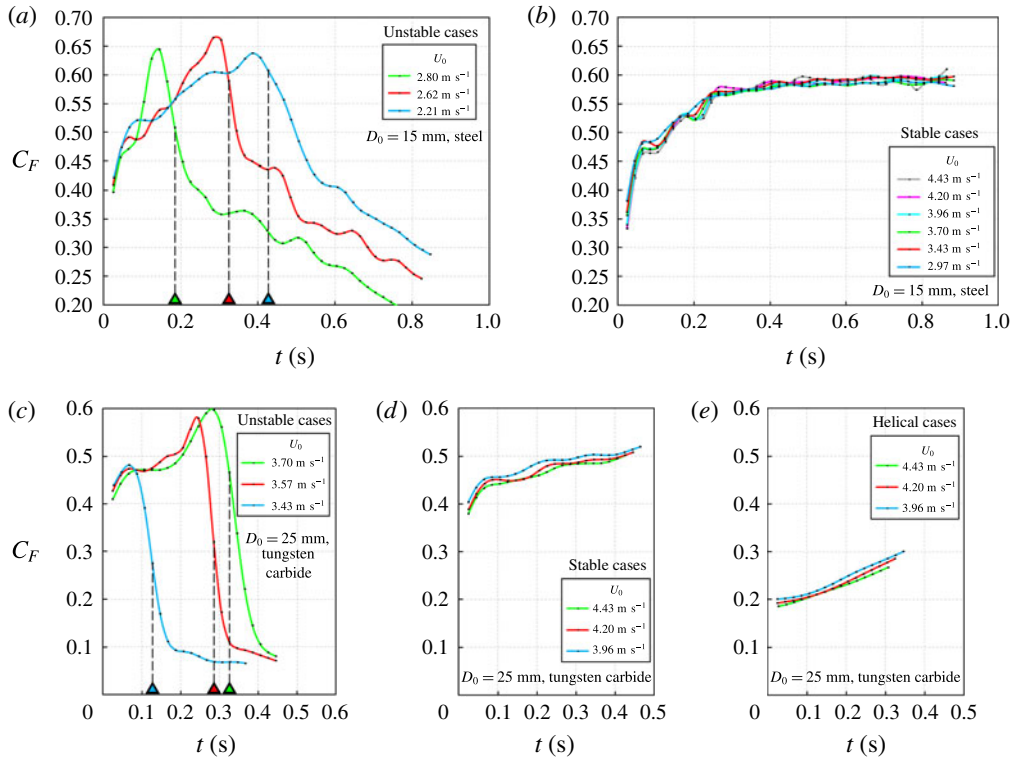 (a)
0.70
0.65
0.60
0.55
0.50
0.45
0.40
0.35
0.30
0.25
0.20
C_F
Unstable cases
U₀
2.80 m s⁻¹
2.62 m s⁻¹
2.21 m s⁻¹
D₀ = 15 mm, steel
0 0.2 0.4 0.6 0.8 1.0
t (s)
(b)
0.70
0.65
0.60
0.55
0.50
0.45
0.40
0.35
0.30
0.25
0.20
Stable cases
U₀
4.43 m s⁻¹
4.20 m s⁻¹
3.96 m s⁻¹
3.70 m s⁻¹
3.43 m s⁻¹
2.97 m s⁻¹
D₀ = 15 mm, steel
0 0.2 0.4 0.6 0.8 1.0
t (s)
(c)
0.6
0.5
0.4
0.3
0.2
0.1
C_F
Unstable cases
U₀
3.70 m s⁻¹
3.57 m s⁻¹
3.43 m s⁻¹
D₀ = 25 mm,
tungsten
carbide
0 0.1 0.2 0.3 0.4 0.5 0.6
t (s)
(d)
0.6
0.5
0.4
0.3
0.2
0.1
Stable cases
U₀
4.43 m s⁻¹
4.20 m s⁻¹
3.96 m s⁻¹
D₀ = 25 mm, tungsten carbide
0 0.1 0.2 0.3 0.4 0.5
t (s)
(e)
0.6
0.5
0.4
0.3
0.2
0.1
Helical cases
U₀
4.43 m s⁻¹
4.20 m s⁻¹
3.96 m s⁻¹
D₀ = 25 mm, tungsten carbide
0 0.1 0.2 0.3 0.4 0.5
t (s)